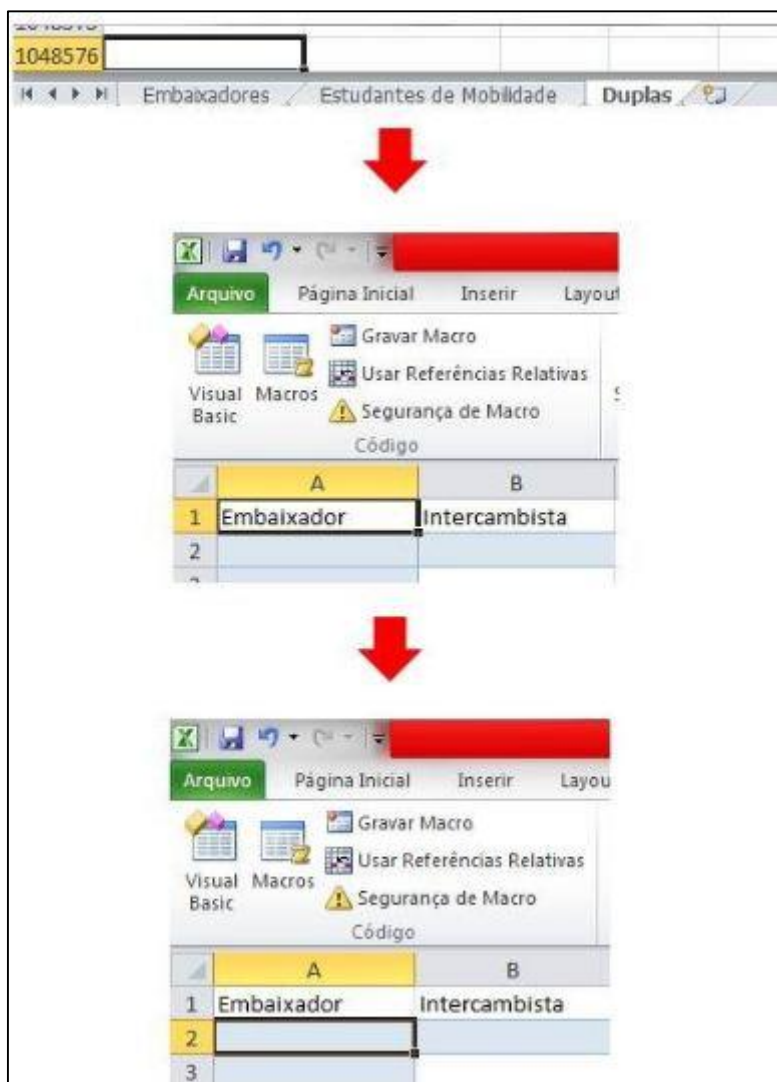 1048576
Embaixadores Estudantes de Mobilidade Duplas
Arquivo Página Inicial Inserir Layout
Visual Basic
Macros
Gravar Macro
Usar Referências Relativas
Segurança de Macro
Código
A B
1 Embaixador Intercambista
2
Arquivo Página Inicial Inserir Layou
Visual Basic
Macros
Gravar Macro
Usar Referências Relativas
Segurança de Macro
Código
A B
1 Embaixador Intercambista
2
3